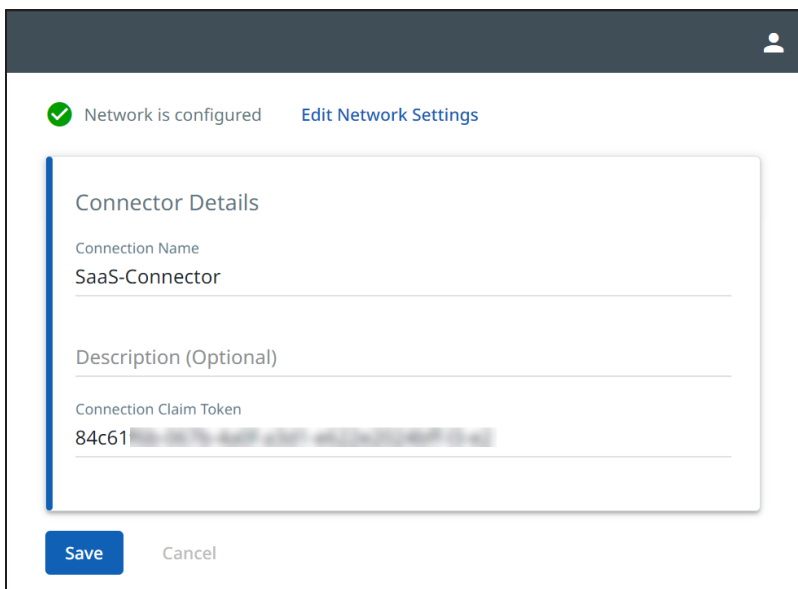 Network is configured Edit Network Settings
Connector Details
Connection Name
SaaS-Connector
Description (Optional)
Connection Claim Token
84c61
Save Cancel